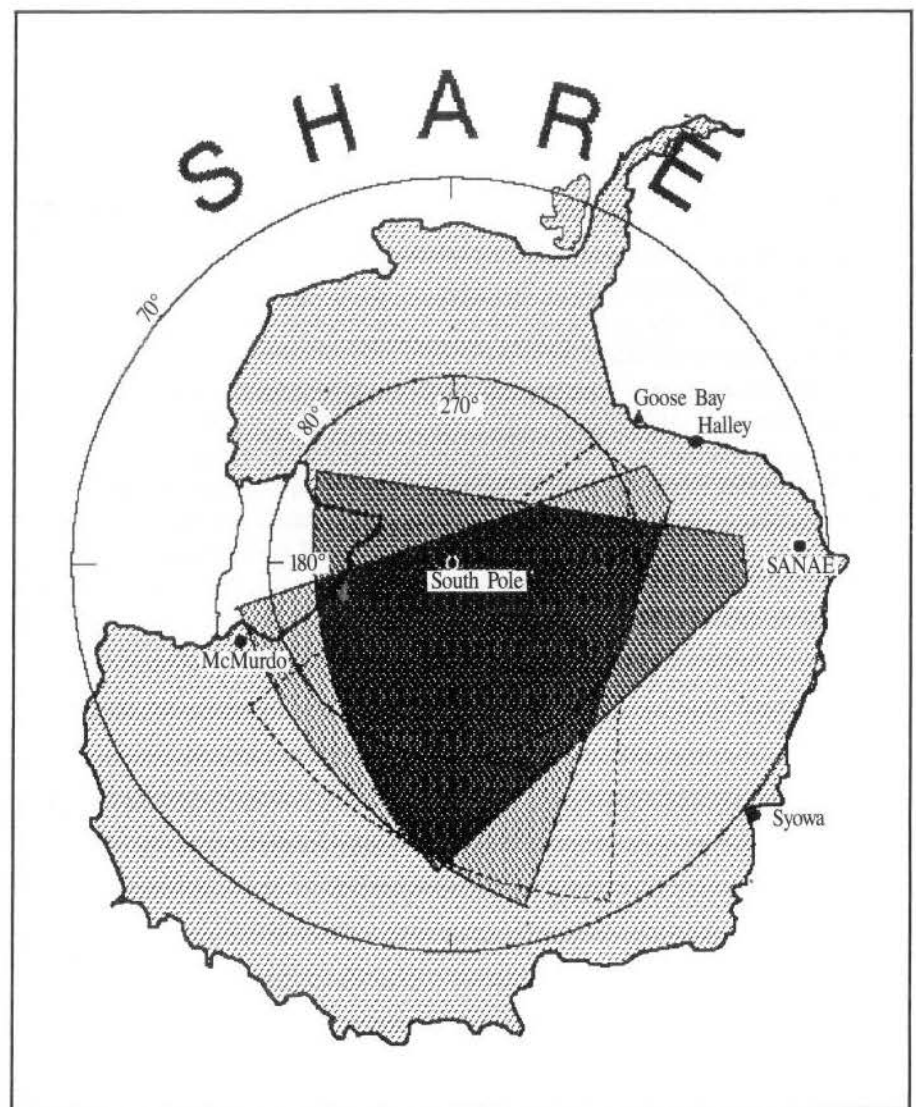 SHARE
70°
80°
270°
Goose Bay
Halley
180°
South Pole
SANAE
McMurdo
Syowa